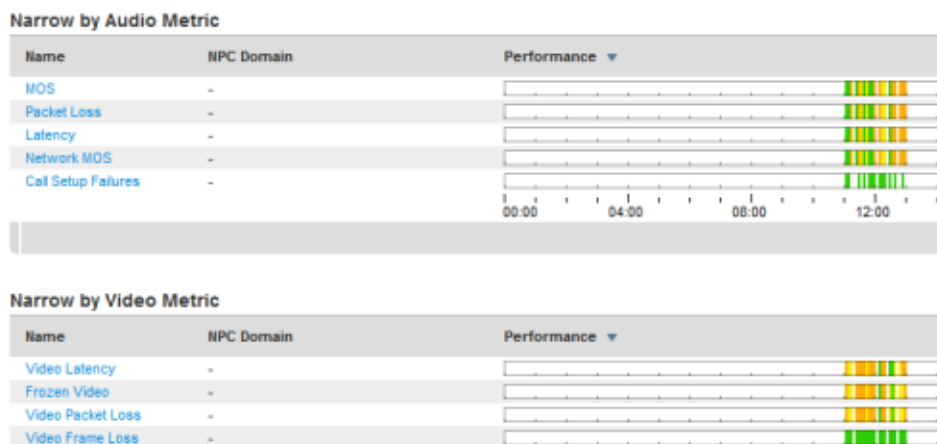 Narrow by Audio Metric
Name NPC Domain Performance
MOS -
Packet Loss -
Latency -
Network MOS -
Call Setup Failures -
00:00 04:00 08:00 12:00
Narrow by Video Metric
Name NPC Domain Performance
Video Latency -
Frozen Video -
Video Packet Loss -
Video Frame Loss -